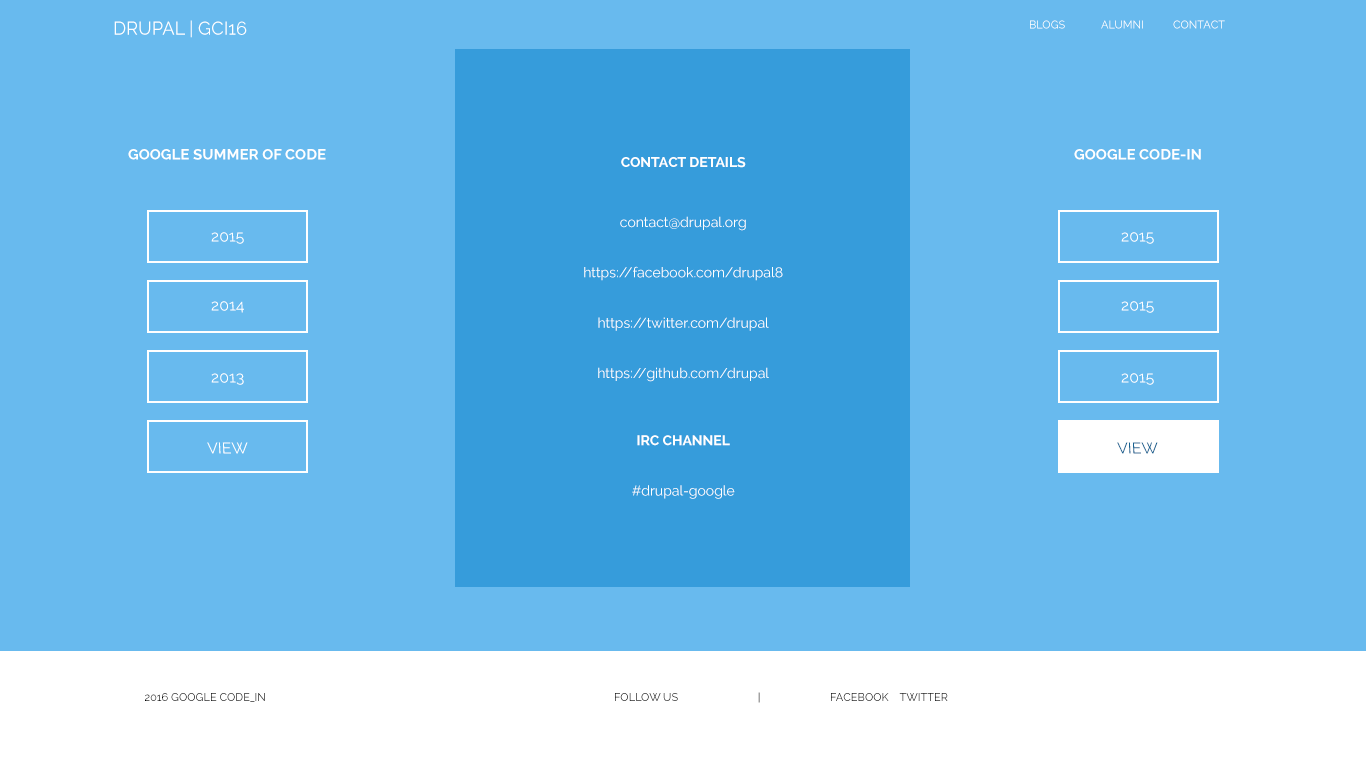 DRUPAL | GCI16
BLOGS ALUMNI CONTACT
GOOGLE SUMMER OF CODE
2015
2014
2013
VIEW
CONTACT DETAILS
contact@drupal.org
https://facebook.com/drupal8
https://twitter.com/drupal
https://github.com/drupal
IRC CHANNEL
#drupal-google
GOOGLE CODE-IN
2015
2015
2015
VIEW
2016 GOOGLE CODE_IN
FOLLOW US | FACEBOOK TWITTER